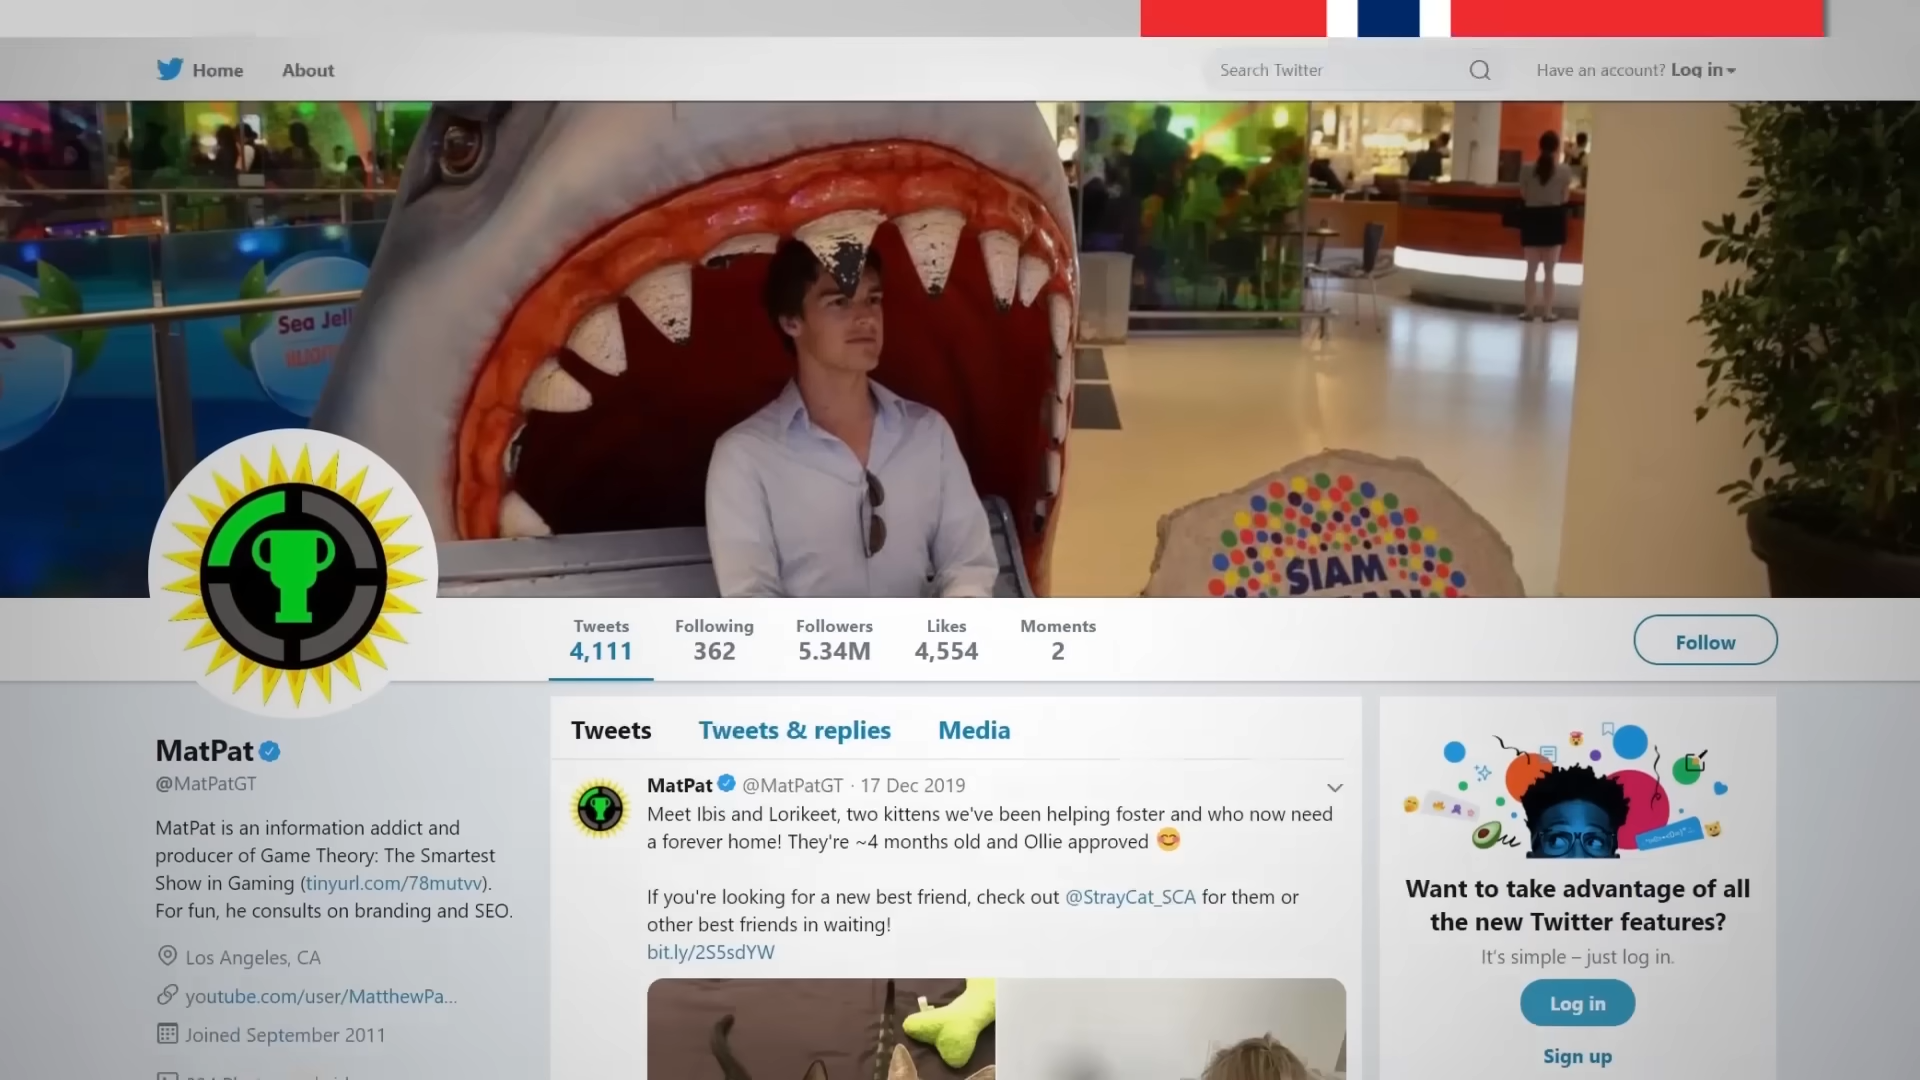 Home About
Search Twitter
Have an account? Log in
Sea Jell
SIAM
Tweets Following Followers Likes Moments
4,111 362 5.34M 4,554 2
Follow
MatPat
@MatPatGT
MatPat is an information addict and
producer of Game Theory: The Smartest
Show in Gaming (tinyurl.com/78mutvv).
For fun, he consults on branding and SEO.
Los Angeles, CA
youtube.com/user/MatthewPa...
Joined September 2011
Tweets Tweets & replies Media
MatPat @MatPatGT · 17 Dec 2019
Meet Ibis and Lorikeet, two kittens we've been helping foster and who now need
a forever home! They're ~4 months old and Ollie approved 😊
If you're looking for a new best friend, check out @StrayCat_SCA for them or
other best friends in waiting!
bit.ly/2S5sdYW
Want to take advantage of all
the new Twitter features?
It's simple – just log in.
Log in
Sign up